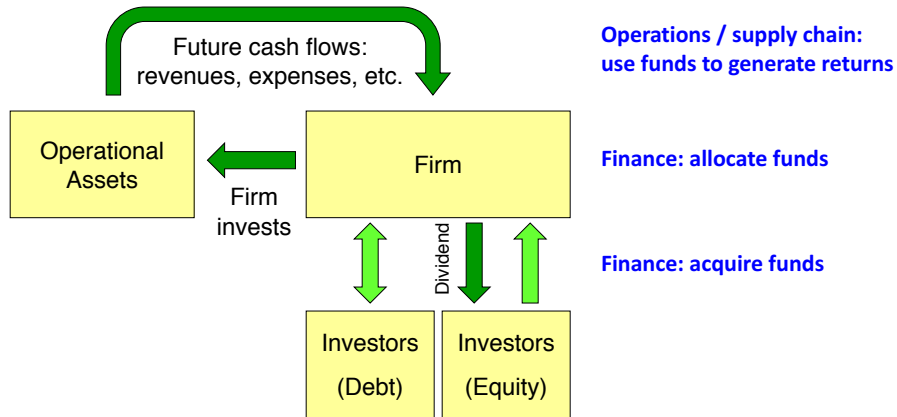 Future cash flows:
revenues, expenses, etc.
Operations / supply chain:
use funds to generate returns
Operational
Assets
Firm
invests
Firm
Finance: allocate funds
Dividend
Finance: acquire funds
Investors
(Debt)
Investors
(Equity)